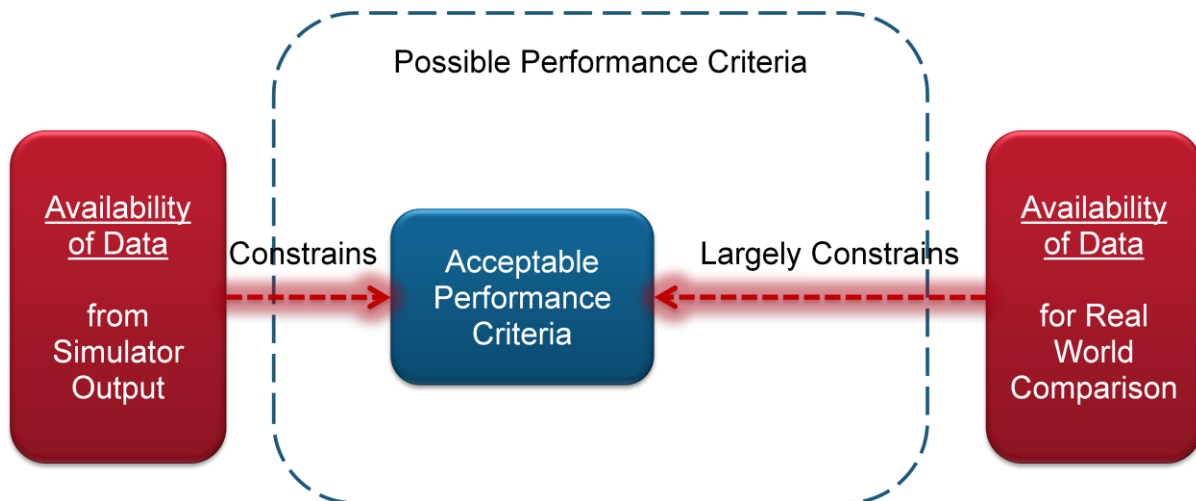 Possible Performance Criteria
Availability
of Data
from
Simulator
Output
Constrains
Acceptable
Performance
Criteria
Largely Constrains
Availability
of Data
for Real
World
Comparison